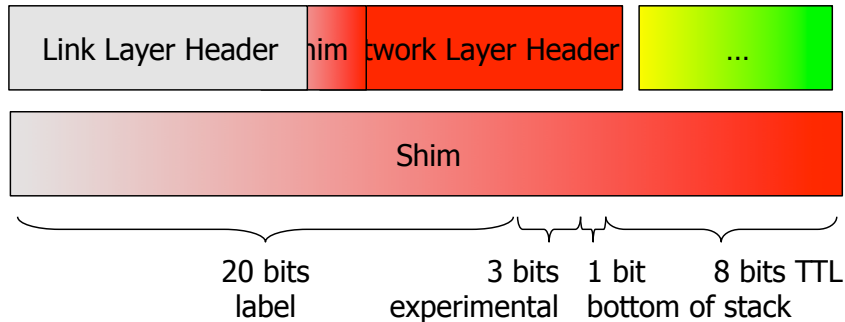 Link Layer Header him twork Layer Header ...
Shim
20 bits 3 bits 1 bit 8 bits TTL
label experimental bottom of stack